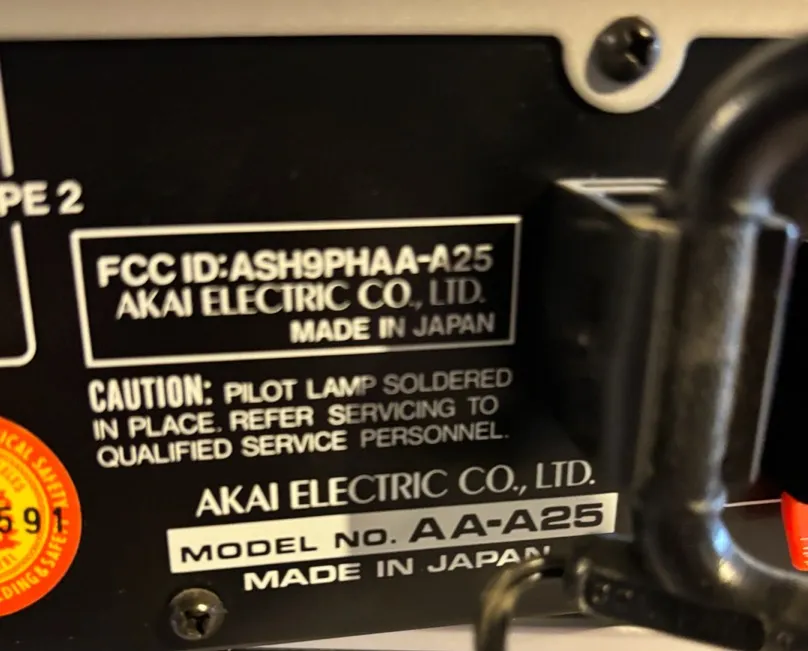 PE 2
FCC ID:ASH9PHAA-A25
AKAI ELECTRIC CO., LTD.
MADE IN JAPAN
CAUTION: PILOT LAMP SOLDERED
IN PLACE. REFER SERVICING TO
QUALIFIED SERVICE PERSONNEL.
591
AKAI ELECTRIC CO., LTD.
MODEL NO. AA-A25
MADE IN JAPAN